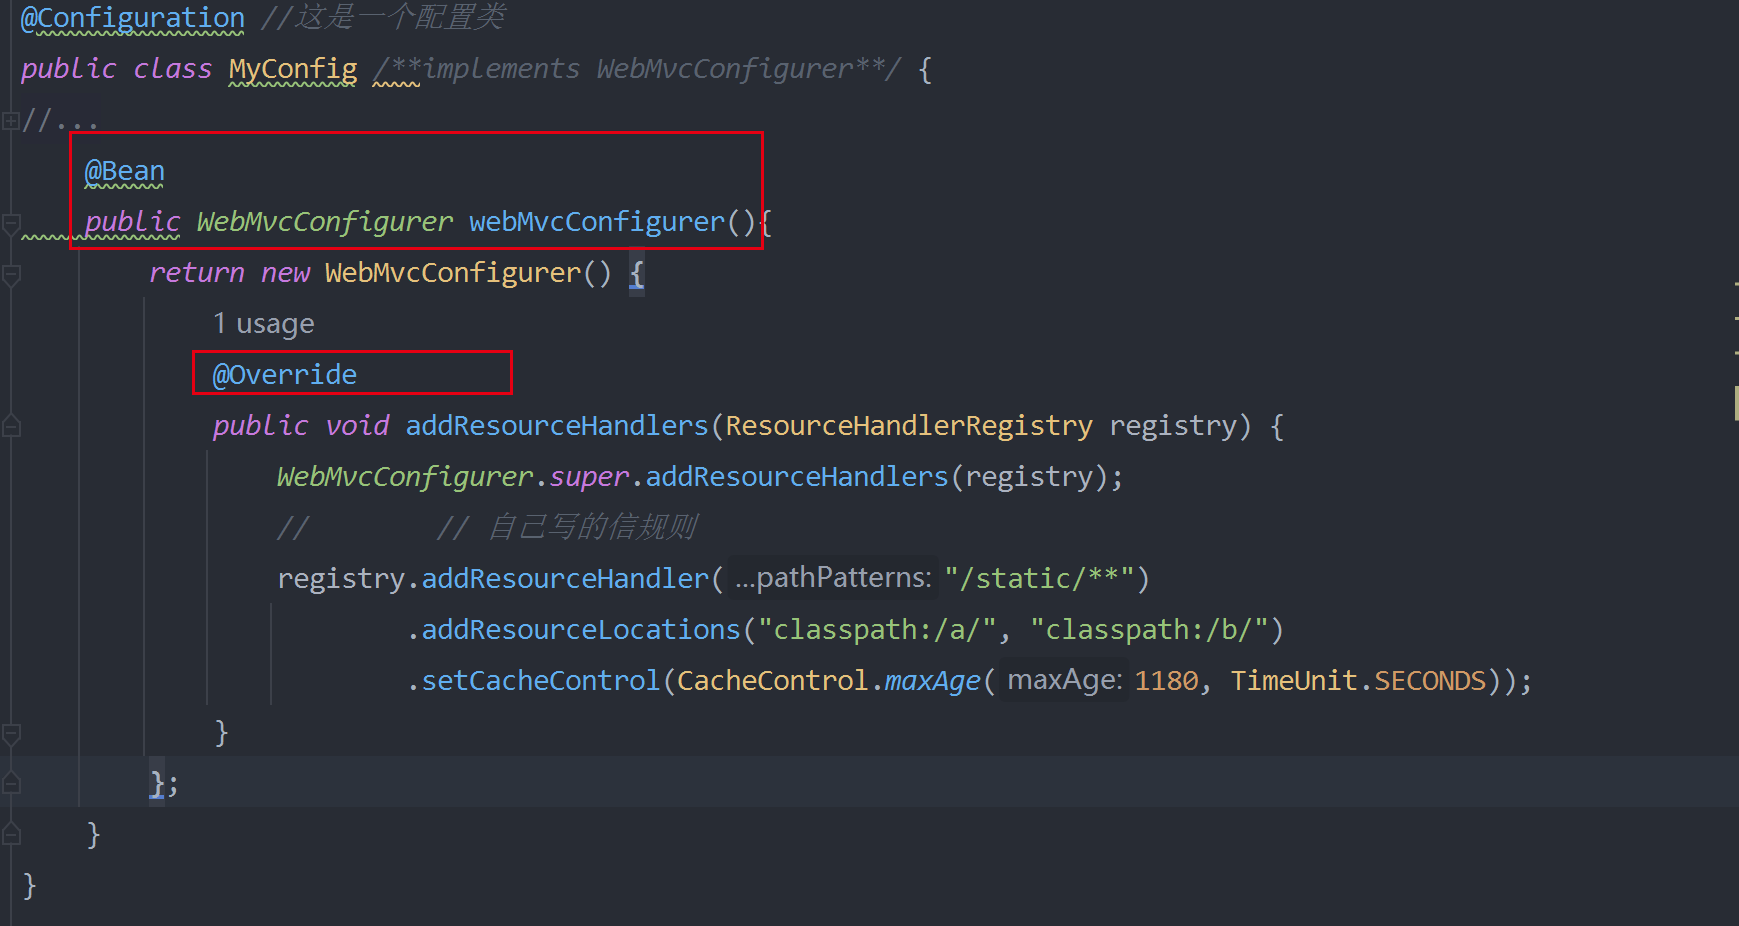 @Configuration //这是一个配置类
public class MyConfig /**implements WebMvcConfigurer**/ {
//...
@Bean
public WebMvcConfigurer webMvcConfigurer(){
return new WebMvcConfigurer() {
1 usage
@Override
public void addResourceHandlers(ResourceHandlerRegistry registry) {
WebMvcConfigurer.super.addResourceHandlers(registry);
//        // 自己写的信规则
registry.addResourceHandler( ...pathPatterns: "/static/**")
.addResourceLocations("classpath:/a/", "classpath:/b/")
.setCacheControl(CacheControl.maxAge( maxAge: 1180, TimeUnit.SECONDS));
}
};
}
}